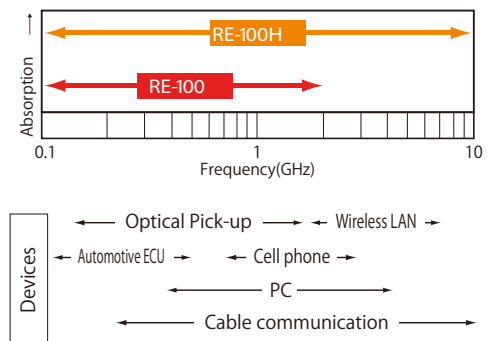 Absorption →
RE-100H
RE-100
0.1 1 10
Frequency(GHz)
Devices
Optical Pick-up Wireless LAN
Automotive ECU Cell phone
PC
Cable communication